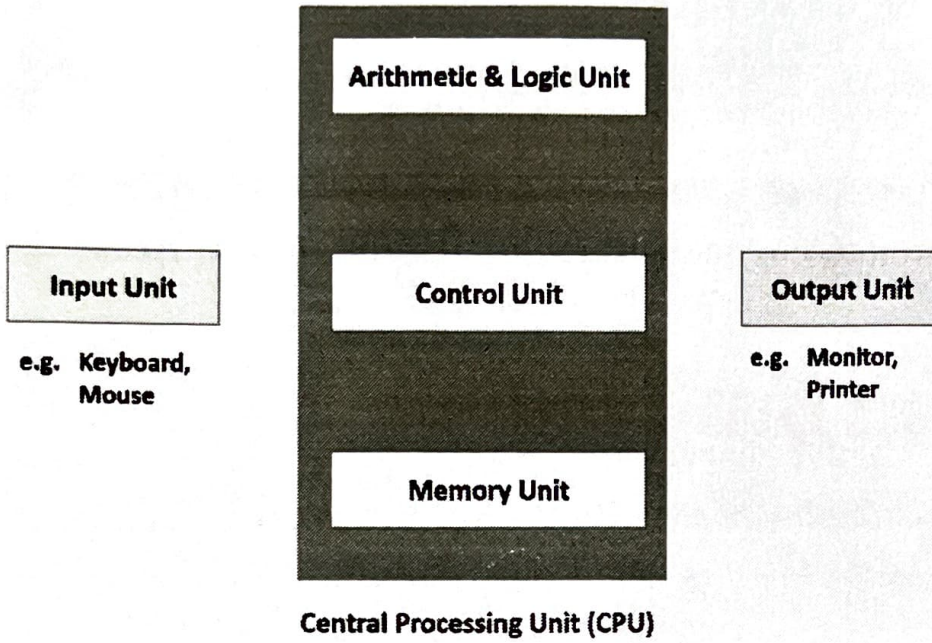 Arithmetic & Logic Unit
Input Unit
e.g. Keyboard,
Mouse
Control Unit
Output Unit
e.g. Monitor,
Printer
Memory Unit
Central Processing Unit (CPU)